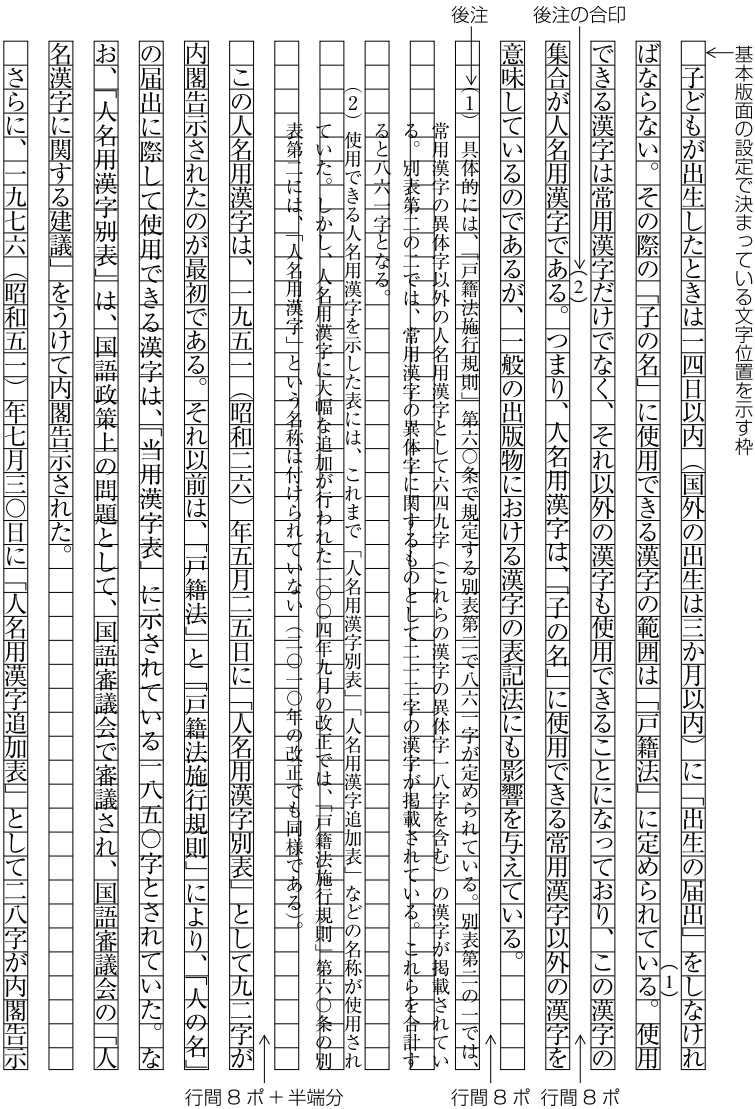 後注
後注の合印
基本版面の設定で決まっている文字位置を示す枠
子どもが出生したときは一四日以内（国外の出生は三か月以内）に「出生の届出」をしなけれ
ばならない。その際の「子の名」に使用できる漢字の範囲は「戸籍法」に定められている。使用
（1）
できる漢字は常用漢字だけでなく、それ以外の漢字も使用できることになっており、この漢字の
集合が人名用漢字である。つまり、人名用漢字は、「子の名」に使用できる常用漢字以外の漢字を
（2）
意味しているのであるが、一般の出版物における漢字の表記法にも影響を与えている。
（1）　具体的には、「戸籍法施行規則」第六〇条で規定する別表第二で八六一字が定められている。別表第二の一では、
常用漢字の異体字以外の人名用漢字として六四九字（これらの漢字の異体字一八字を含む）の漢字が掲載されてい
る。別表第二の二では、常用漢字の異体字に関するものとして二一二字の漢字が掲載されている。これらを合計す
ると八六一字となる。
（2）　使用できる人名用漢字を示した表には、これまで「人名用漢字別表」「人名用漢字追加表」などの名称が使用され
ていた。しかし、人名用漢字に大幅な追加が行われた二〇〇四年九月の改正では、「戸籍法施行規則」第六〇条の別
表第二には、「人名用漢字」という名称は付けられていない（二〇一〇年の改正でも同様である）。
この人名用漢字は、一九五一（昭和二六）年五月二五日に「人名用漢字別表」として九二字が
内閣告示されたのが最初である。それ以前は、「戸籍法」と「戸籍法施行規則」により、「人の名」
の届出に際して使用できる漢字は、「当用漢字表」に示されている一八五〇字とされていた。な
お、「人名用漢字別表」は、国語政策上の問題として、国語審議会で審議され、国語審議会の「人
名漢字に関する建議」をうけて内閣告示された。
さらに、一九七六（昭和五一）年七月三〇日に「人名用漢字追加表」として二八字が内閣告示
行間８ポ＋半端分
行間８ポ
行間８ポ